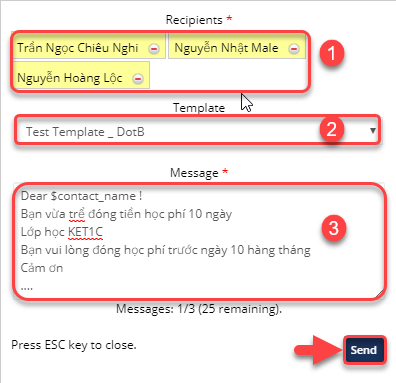 Recipients *
Trần Ngọc Chiêu Nghi Nguyễn Nhật Male
1
Nguyễn Hoàng Lộc
Template
Test Template _ DotB
2
Message *
Dear $contact_name !
Bạn vừa trể đóng tiền học phí 10 ngày
Lớp học KET1C
3
Bạn vui lòng đóng học phí trước ngày 10 hàng tháng
Cám ơn
....
Messages: 1/3 (25 remaining).
Press ESC key to close.
Send